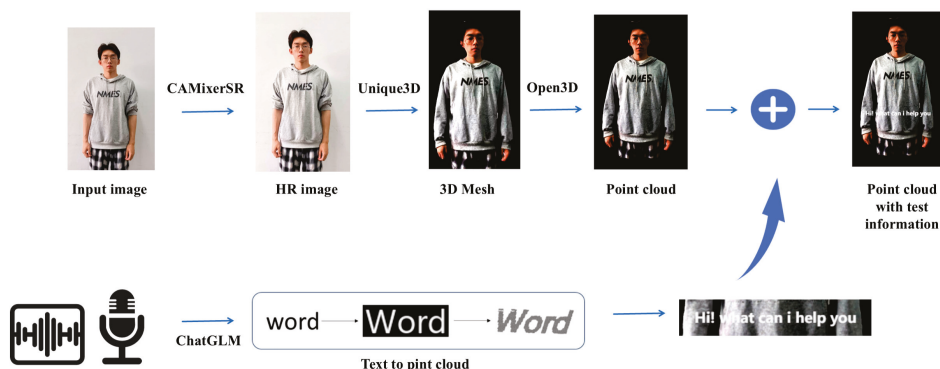 NMES
NMES
NMES
NMES
NMES
Hi! what can i help you
CAMixerSR
Unique3D
Open3D
Input image
HR image
3D Mesh
Point cloud
Point cloud
with test
information
ChatGLM
word
Word
Word
Text to pint cloud
Hi! what can i help you